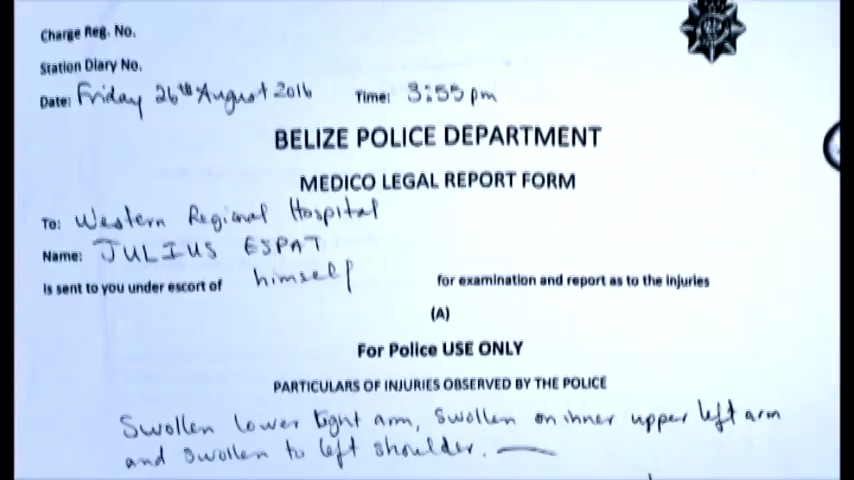 Charge Reg. No.
Station Diary No.
Date: Friday 26th August 2016 Time: 3:55pm
BELIZE POLICE DEPARTMENT
MEDICO LEGAL REPORT FORM
To: Western Regional Hospital
Name: JULIUS ESPAT
Is sent to you under escort of himself for examination and report as to the injuries
(A)
For Police USE ONLY
PARTICULARS OF INJURIES OBSERVED BY THE POLICE
Swollen lower right arm, Swollen on inner upper left arm
and swollen to left shoulder.